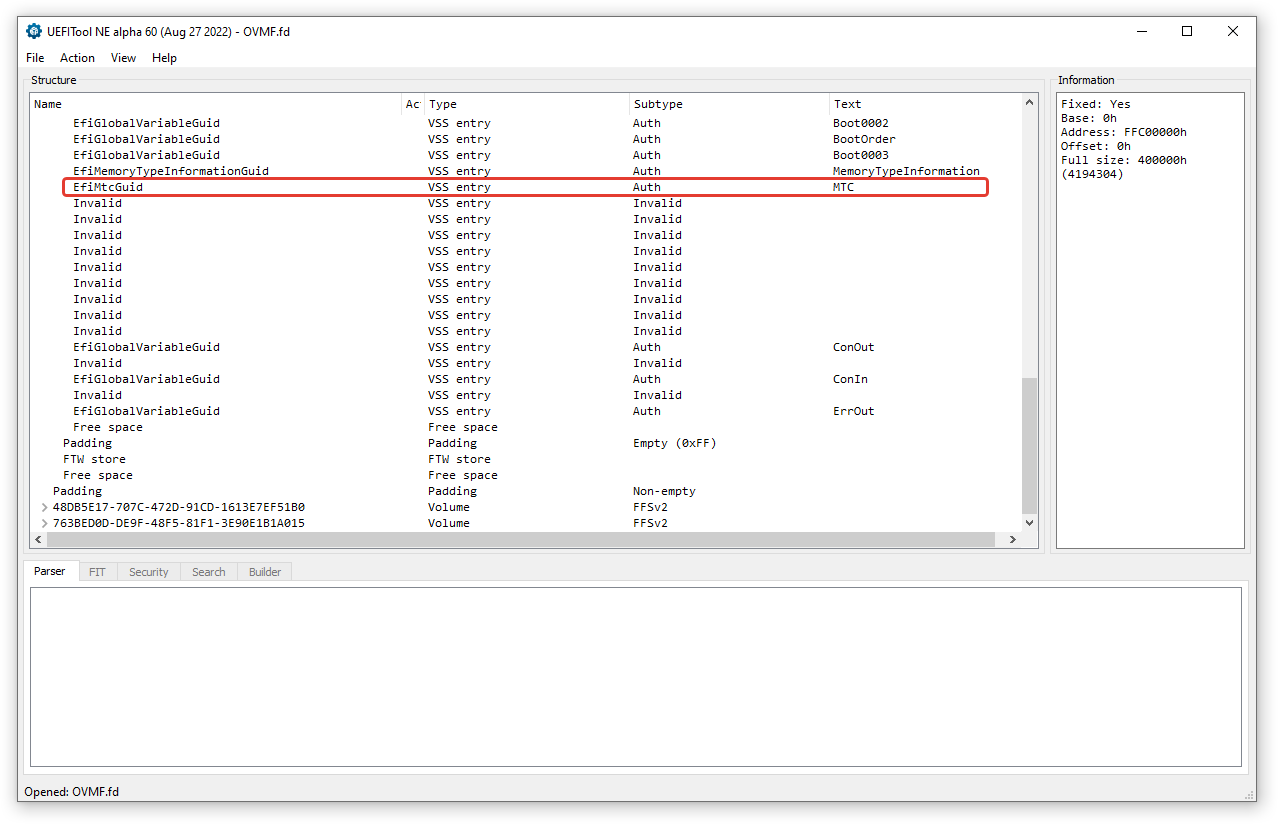 UEFITool NE alpha 60 (Aug 27 2022) - OVMF.fd
File Action View Help
Structure
Name Ac Type Subtype Text
EfiGlobalVariableGuid VSS entry Auth Boot0002
EfiGlobalVariableGuid VSS entry Auth BootOrder
EfiGlobalVariableGuid VSS entry Auth Boot0003
EfiMemoryTypeInformationGuid VSS entry Auth MemoryTypeInformation
EfiMtcGuid VSS entry Auth MTC
Invalid VSS entry Invalid
Invalid VSS entry Invalid
Invalid VSS entry Invalid
Invalid VSS entry Invalid
Invalid VSS entry Invalid
Invalid VSS entry Invalid
Invalid VSS entry Invalid
Invalid VSS entry Invalid
Invalid VSS entry Invalid
EfiGlobalVariableGuid VSS entry Auth ConOut
Invalid VSS entry Invalid
EfiGlobalVariableGuid VSS entry Auth ConIn
Invalid VSS entry Invalid
EfiGlobalVariableGuid VSS entry Auth ErrOut
Free space Free space
Padding Padding Empty (0xFF)
FTW store FTW store
Free space Free space
Padding Padding Non-empty
48DB5E17-707C-472D-91CD-1613E7EF51B0 Volume FFSv2
763BED0D-DE9F-48F5-81F1-3E90E1B1A015 Volume FFSv2
Information
Fixed: Yes
Base: 0h
Address: FFC00000h
Offset: 0h
Full size: 400000h
(4194304)
Parser FIT Security Search Builder
Opened: OVMF.fd